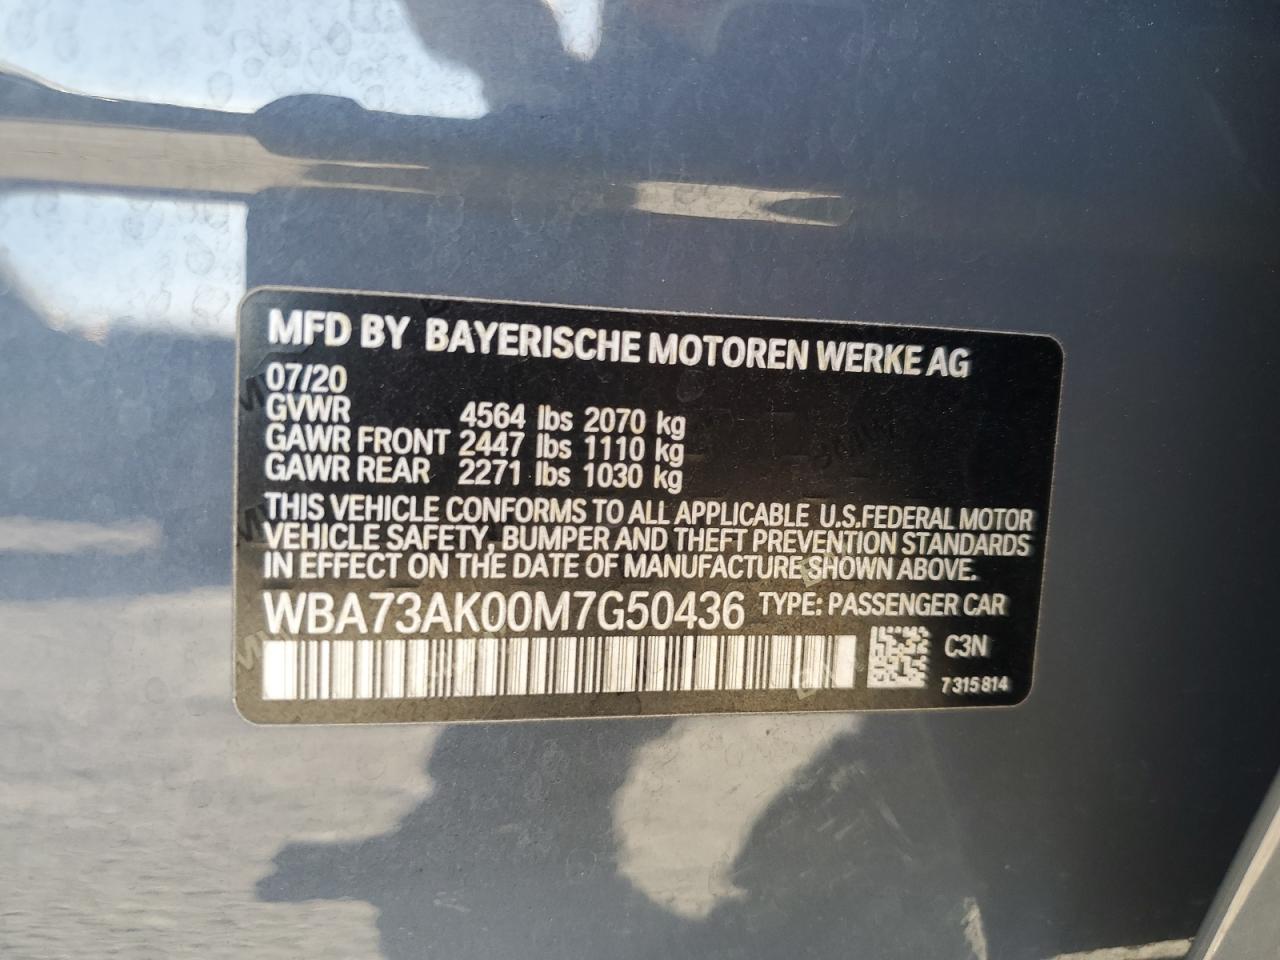 MFD BY BAYERISCHE MOTOREN WERKE AG
07/20
GVWR 4564 lbs 2070 kg
GAWR FRONT 2447 lbs 1110 kg
GAWR REAR 2271 lbs 1030 kg
THIS VEHICLE CONFORMS TO ALL APPLICABLE U.S.FEDERAL MOTOR
VEHICLE SAFETY, BUMPER AND THEFT PREVENTION STANDARDS
IN EFFECT ON THE DATE OF MANUFACTURE SHOWN ABOVE.
WBA73AK00M7G50436 TYPE: PASSENGER CAR
C3N
7315814